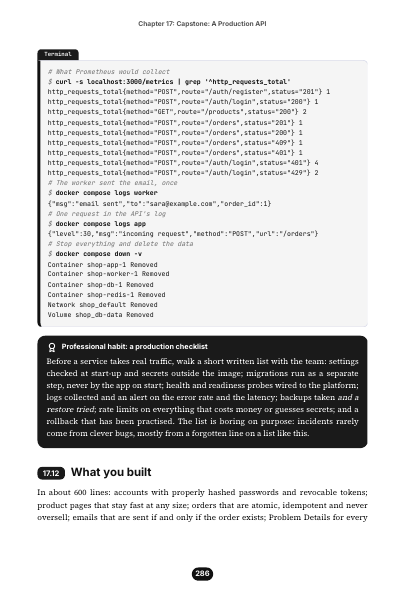 Chapter 17: Capstone: A Production API
Terminal
# What Prometheus would collect
$ curl -s localhost:3000/metrics | grep '^http_requests_total'
http_requests_total{method="POST",route="/auth/register",status="201"} 1
http_requests_total{method="POST",route="/auth/login",status="200"} 1
http_requests_total{method="GET",route="/products",status="200"} 2
http_requests_total{method="POST",route="/orders",status="201"} 1
http_requests_total{method="POST",route="/orders",status="200"} 1
http_requests_total{method="POST",route="/orders",status="409"} 1
http_requests_total{method="POST",route="/orders",status="401"} 1
http_requests_total{method="POST",route="/auth/login",status="401"} 4
http_requests_total{method="POST",route="/auth/login",status="429"} 2
# The worker sent the email, once
$ docker compose logs worker
{"msg":"email sent","to":"sara@example.com","order_id":1}
# One request in the API's log
$ docker compose logs app
{"level":30,"msg":"incoming request","method":"POST","url":"/orders"}
# Stop everything and delete the data
$ docker compose down -v
Container shop-app-1 Removed
Container shop-worker-1 Removed
Container shop-db-1 Removed
Container shop-redis-1 Removed
Network shop_default Removed
Volume shop_db-data Removed
Professional habit: a production checklist
Before a service takes real traffic, walk a short written list with the team: settings
checked at start-up and secrets outside the image; migrations run as a separate
step, never by the app on start; health and readiness probes wired to the platform;
logs collected and an alert on the error rate and the latency; backups taken and a
restore tried; rate limits on everything that costs money or guesses secrets; and a
rollback that has been practised. The list is boring on purpose: incidents rarely
come from clever bugs, mostly from a forgotten line on a list like this.
17.12 What you built
In about 600 lines: accounts with properly hashed passwords and revocable tokens;
product pages that stay fast at any size; orders that are atomic, idempotent and never
oversell; emails that are sent if and only if the order exists; Problem Details for every
286